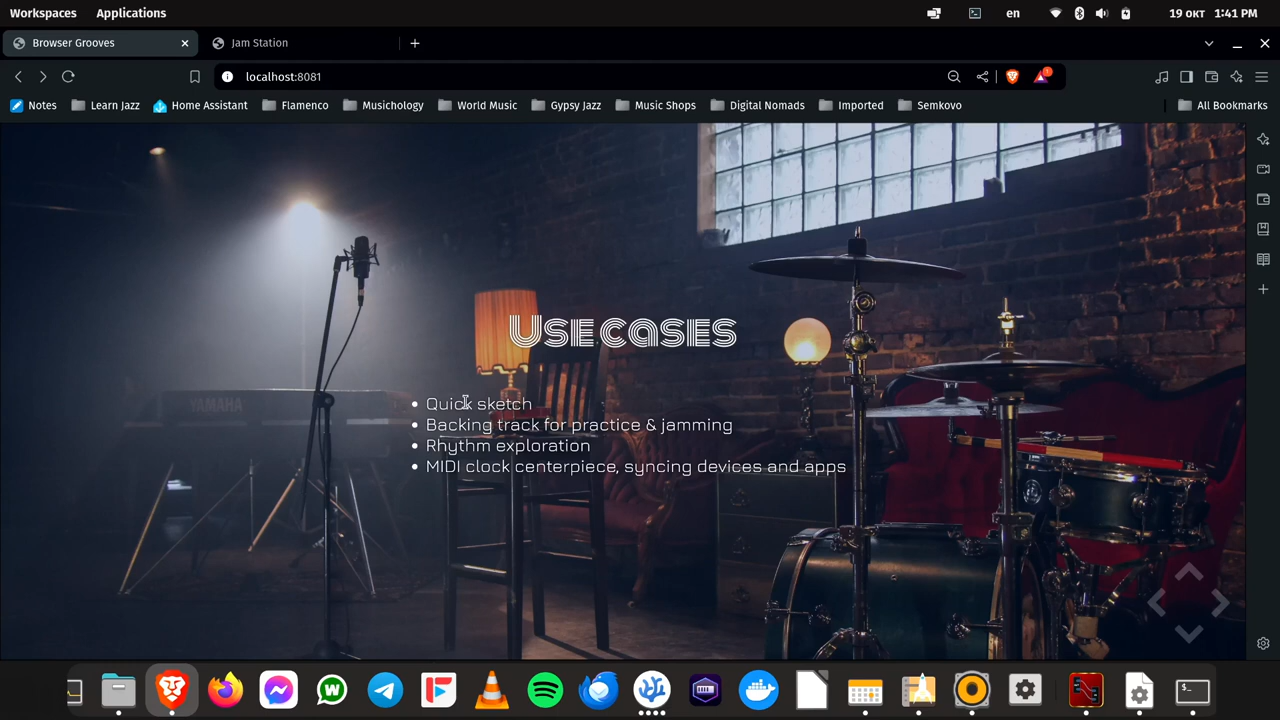 Workspaces Applications en 19 окт 1:41 PM
Browser Grooves Jam Station
localhost:8081 1
Notes Learn Jazz Home Assistant Flamenco Musichology World Music Gypsy Jazz Music Shops Digital Nomads Imported Semkovo All Bookmarks
YAMAHA
Use cases
• Quick sketch
• Backing track for practice & jamming
• Rhythm exploration
• MIDI clock centerpiece, syncing devices and apps